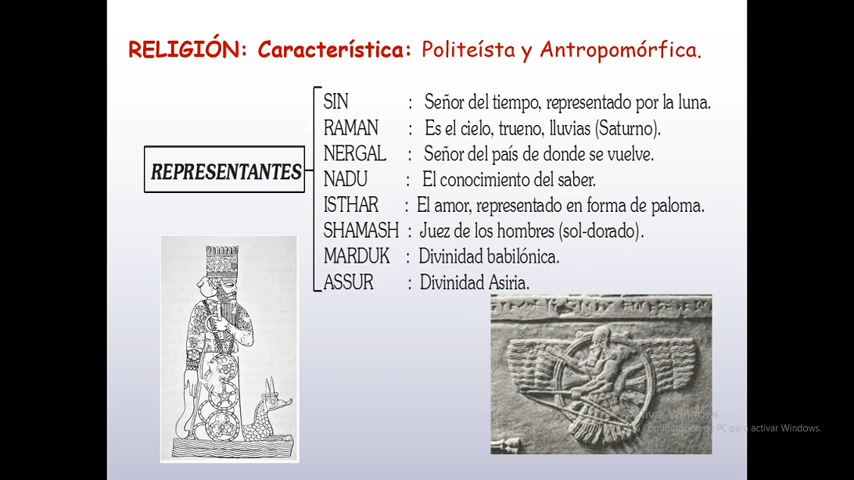 RELIGIÓN: Característica: Politeísta y Antropomórfica.
REPRESENTANTES
SIN : Señor del tiempo, representado por la luna.
RAMAN : Es el cielo, trueno, lluvias (Saturno).
NERGAL : Señor del país de donde se vuelve.
NADU : El conocimiento del saber.
ISTHAR : El amor, representado en forma de paloma.
SHAMASH : Juez de los hombres (sol-dorado).
MARDUK : Divinidad babilónica.
ASSUR : Divinidad Asiria.
Windows
Configuración de PC para activar Windows.